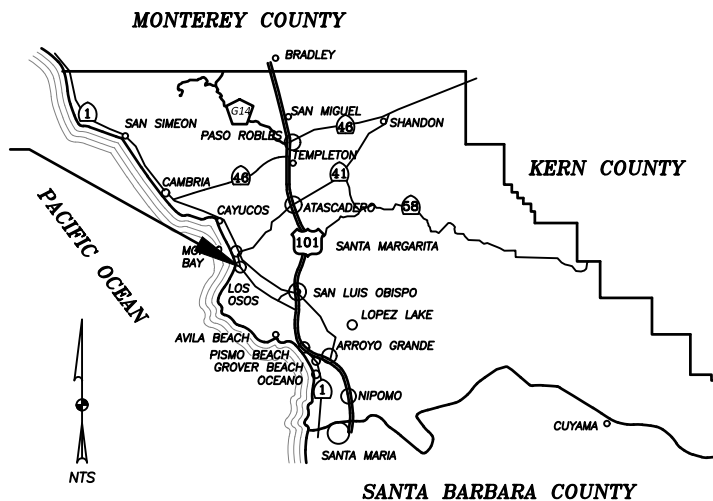 MONTEREY COUNTY
BRADLEY
1
G14
SAN MIGUEL
SAN SIMEON
PASO ROBLES
46
SHANDON
TEMPLETON
KERN COUNTY
46
41
CAMBRIA
58
ATASCADERO
CAYUCOS
PACIFIC OCEAN
101
SANTA MARGARITA
BAY
LOS
OSOS
SAN LUIS OBISPO
LOPEZ LAKE
AVILA BEACH
ARROYO GRANDE
PISMO BEACH
GROVER BEACH
OCEANO
1
NIPOMO
CUYAMA
SANTA MARIA
NTS
SANTA BARBARA COUNTY